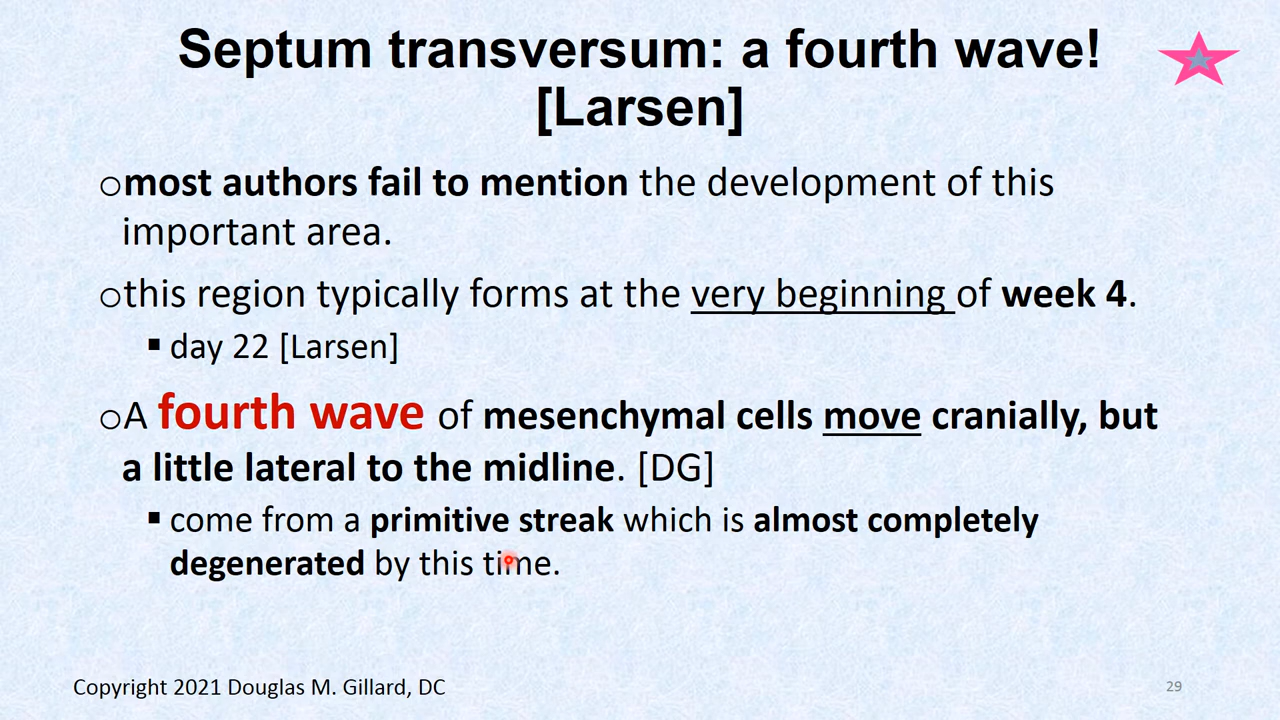 Septum transversum: a fourth wave!
[Larsen]
omost authors fail to mention the development of this
important area.
othis region typically forms at the very beginning of week 4.
▪ day 22 [Larsen]
oA fourth wave of mesenchymal cells move cranially, but
a little lateral to the midline. [DG]
▪ come from a primitive streak which is almost completely
degenerated by this time.
Copyright 2021 Douglas M. Gillard, DC
29